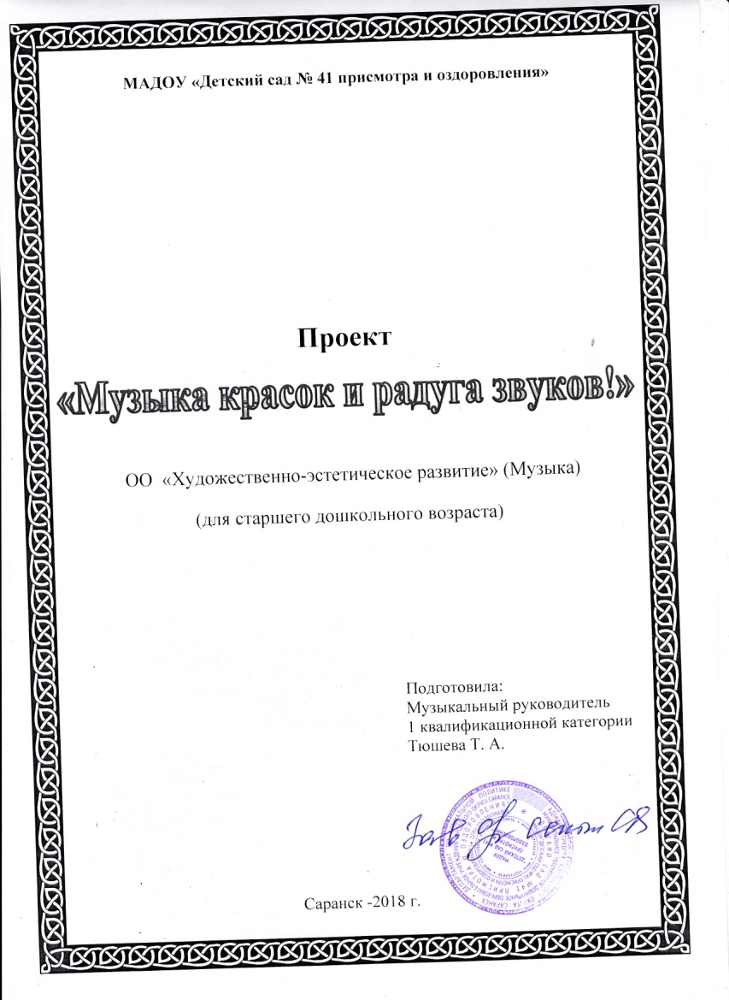 МАДОУ «Детский сад № 41 присмотра и оздоровления»
Проект
«Музыка красок и радуга звуков!»
ОО «Художественно-эстетическое развитие» (Музыка)
(для старшего дошкольного возраста)
Подготовила:
Музыкальный руководитель
1 квалификационной категории
Тюшева Т. А.
Саранск -2018 г.